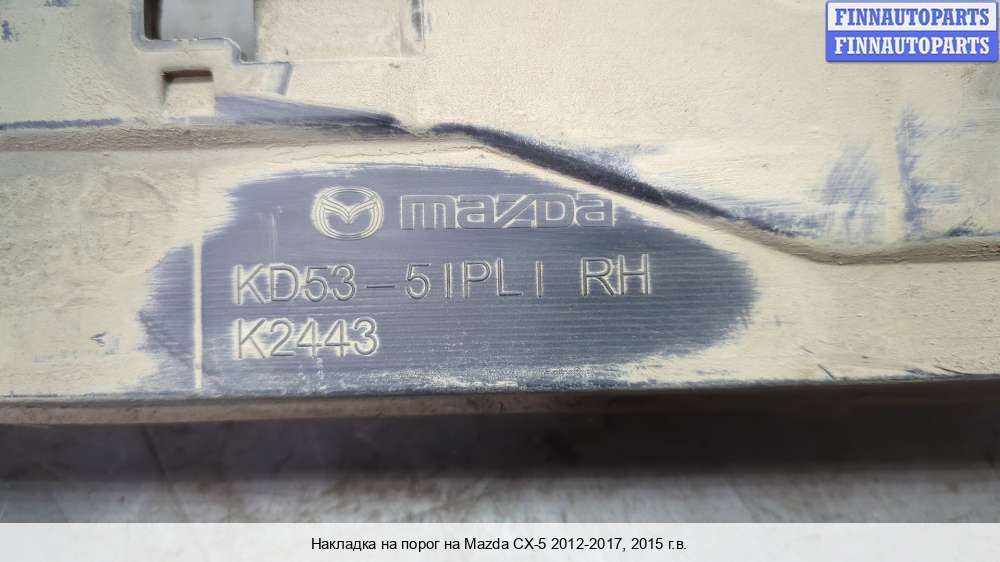 FINNAUTOPARTS
FINNAUTOPARTS
mazda
KD53-51PL1 RH
K2443
Накладка на порог на Mazda CX-5 2012-2017, 2015 г.в.